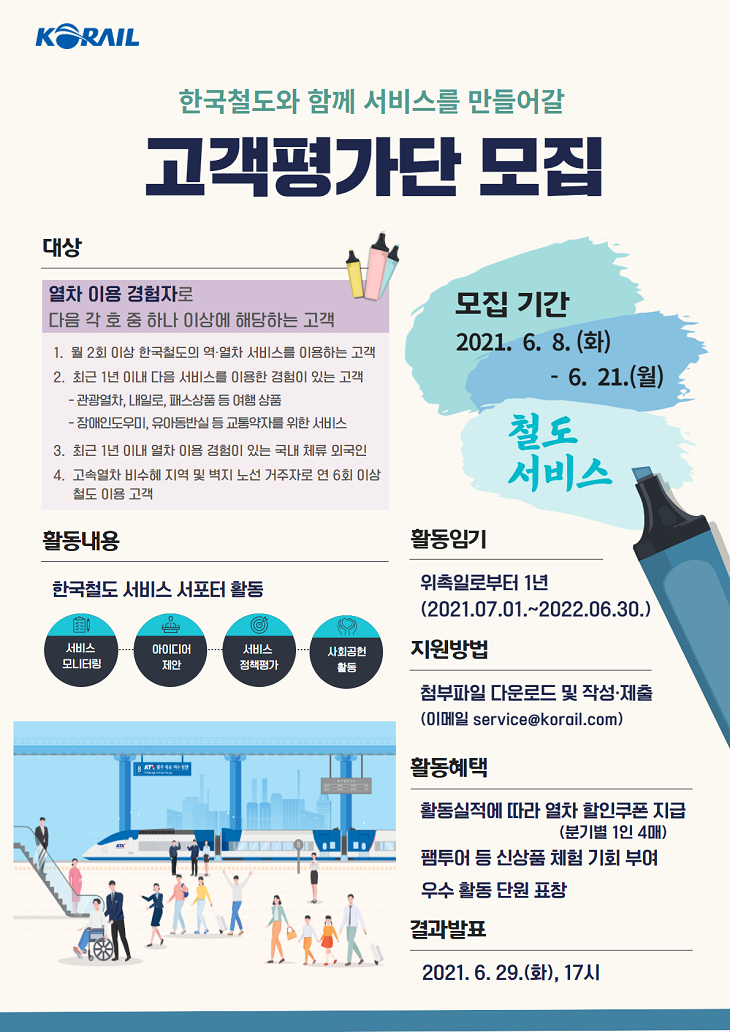 KORAIL
한국철도와 함께 서비스를 만들어갈
고객평가단 모집
대상
열차 이용 경험자로
다음 각 호 중 하나 이상에 해당하는 고객
1. 월 2회 이상 한국철도의 역·열차 서비스를 이용하는 고객
2. 최근 1년 이내 다음 서비스를 이용한 경험이 있는 고객
- 관광열차, 내일로, 패스상품 등 여행 상품
- 장애인도우미, 유아동반실 등 교통약자를 위한 서비스
3. 최근 1년 이내 열차 이용 경험이 있는 국내 체류 외국인
4. 고속열차 비수혜 지역 및 벽지 노선 거주자로 연 6회 이상
철도 이용 고객
모집 기간
2021. 6. 8. (화)
- 6. 21.(월)
철도
서비스
활동내용
한국철도 서비스 서포터 활동
서비스
모니터링
아이디어
제안
서비스
정책평가
사회공헌
활동
활동임기
위촉일로부터 1년
(2021.07.01.~2022.06.30.)
지원방법
첨부파일 다운로드 및 작성·제출
(이메일 service@korail.com)
활동혜택
활동실적에 따라 열차 할인쿠폰 지급
(분기별 1인 4매)
팸투어 등 신상품 체험 기회 부여
우수 활동 단원 표창
결과발표
2021. 6. 29.(화), 17시
8 KTX
KTX